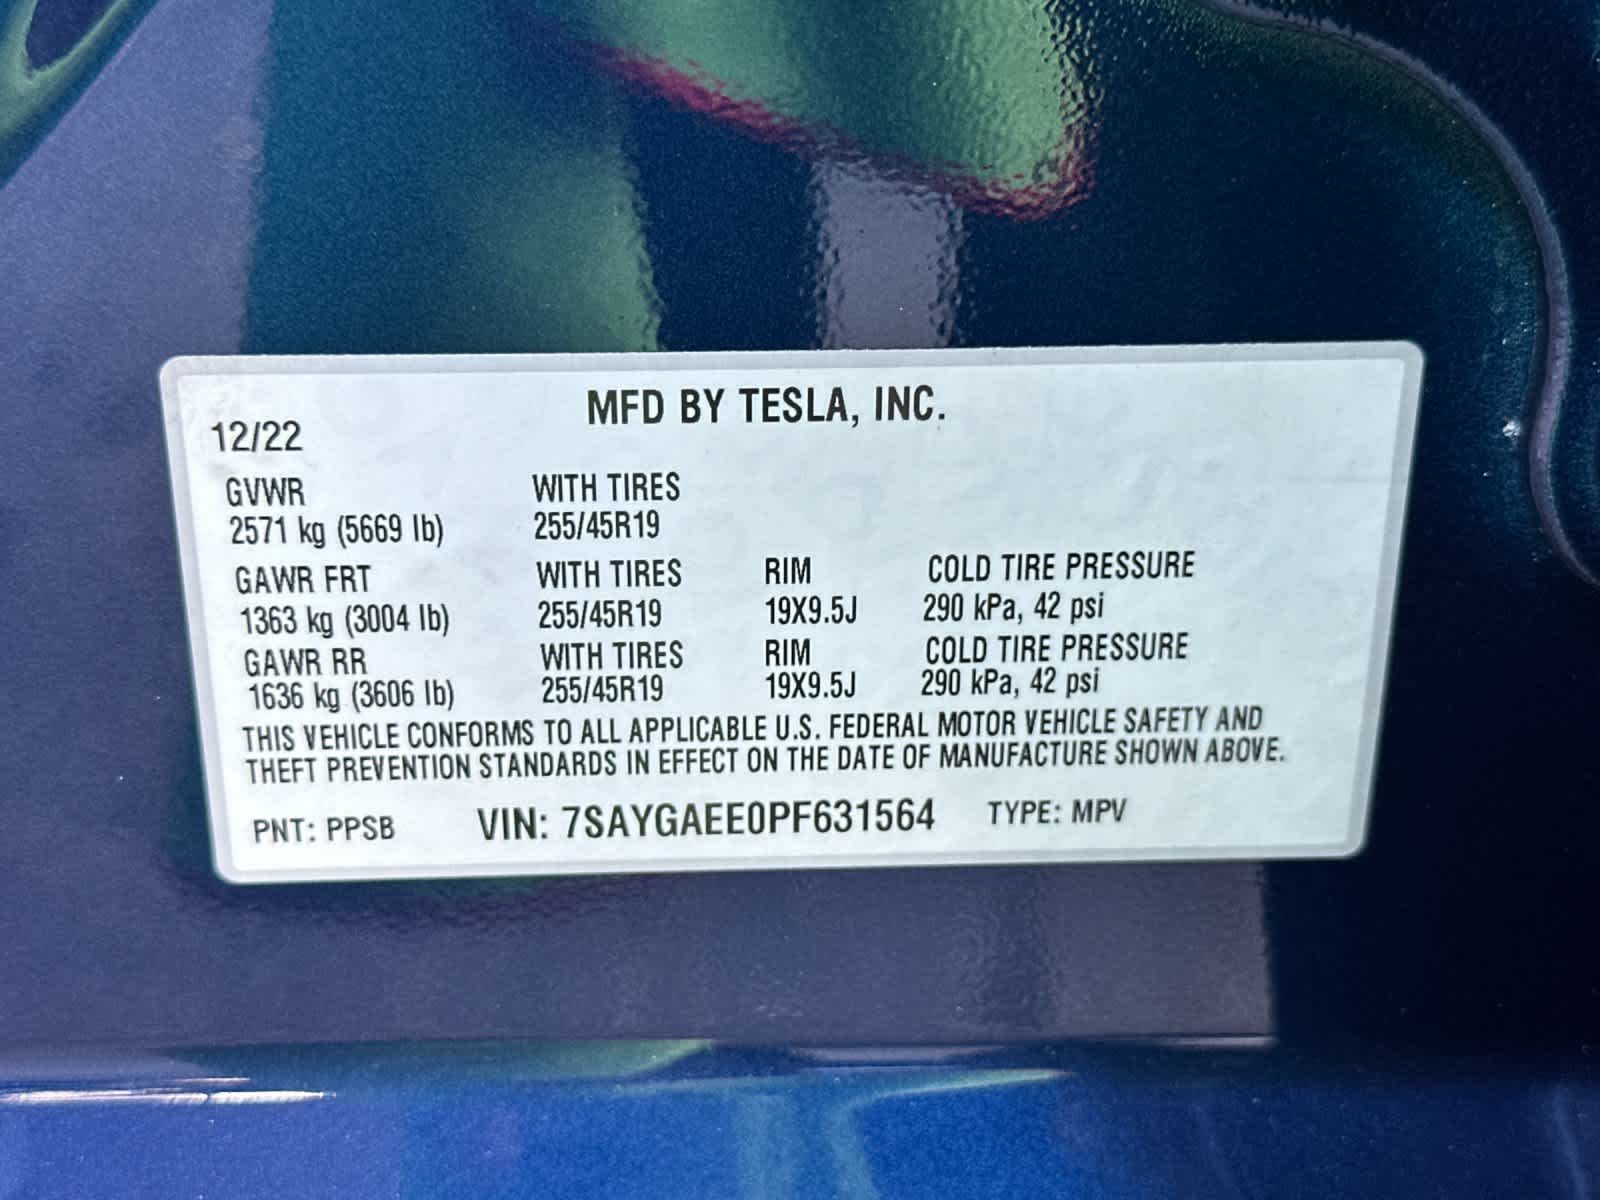 MFD BY TESLA, INC.
12/22
GVWR WITH TIRES
2571 kg (5669 lb) 255/45R19
GAWR FRT WITH TIRES RIM COLD TIRE PRESSURE
1363 kg (3004 lb) 255/45R19 19X9.5J 290 kPa, 42 psi
GAWR RR WITH TIRES RIM COLD TIRE PRESSURE
1636 kg (3606 lb) 255/45R19 19X9.5J 290 kPa, 42 psi
THIS VEHICLE CONFORMS TO ALL APPLICABLE U.S. FEDERAL MOTOR VEHICLE SAFETY AND
THEFT PREVENTION STANDARDS IN EFFECT ON THE DATE OF MANUFACTURE SHOWN ABOVE.
PNT: PPSB VIN: 7SAYGAEE0PF631564 TYPE: MPV